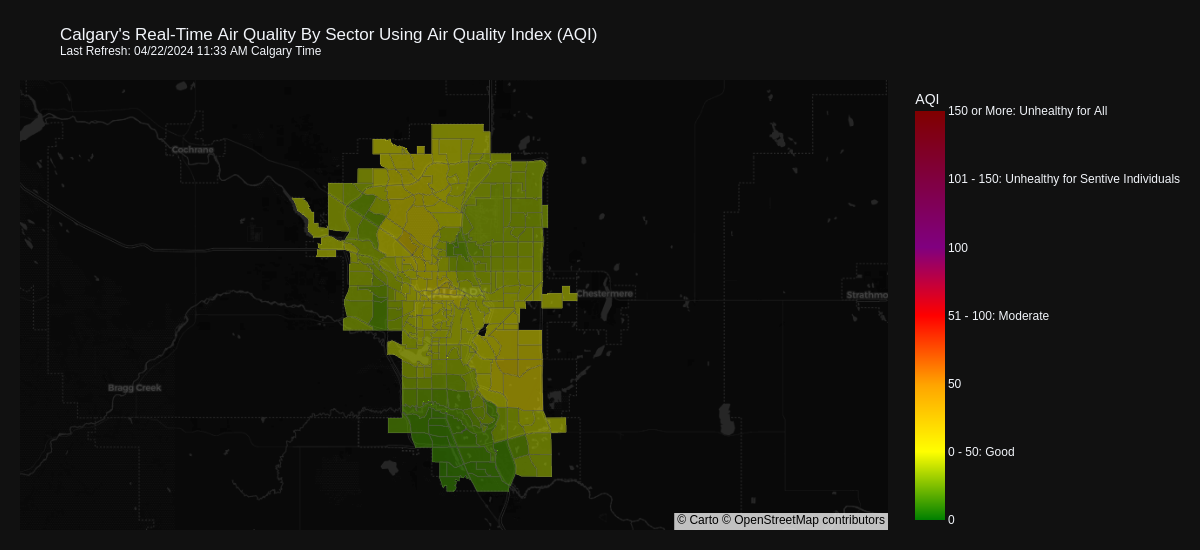 Calgary's Real-Time Air Quality By Sector Using Air Quality Index (AQI)
Last Refresh: 04/22/2024 11:33 AM Calgary Time
AQI
150 or More: Unhealthy for All
Cochrane
101 - 150: Unhealthy for Sentive Individuals
100
CALGARY
Chestermere
Strathmo
51 - 100: Moderate
Bragg Creek
50
0 - 50: Good
0
© Carto © OpenStreetMap contributors